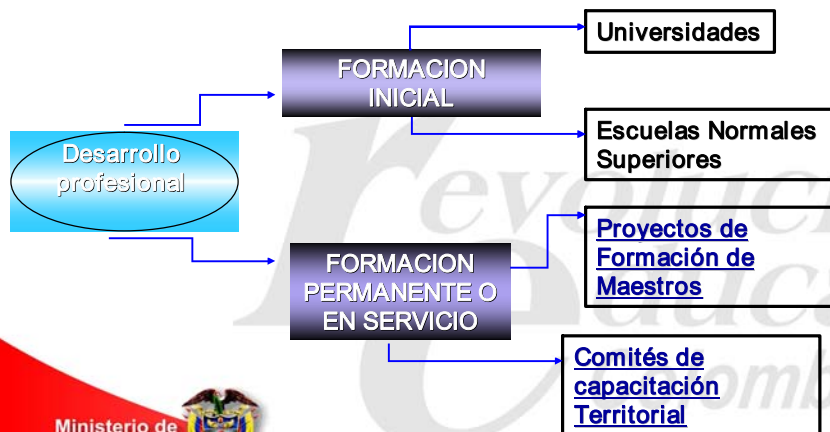 Universidades
FORMACION
INICIAL
Escuelas Normales
Superiores
Desarrollo
profesional
Proyectos de
Formación de
Maestros
FORMACION
PERMANENTE O
EN SERVICIO
Comités de
capacitación
Territorial
Ministerio de